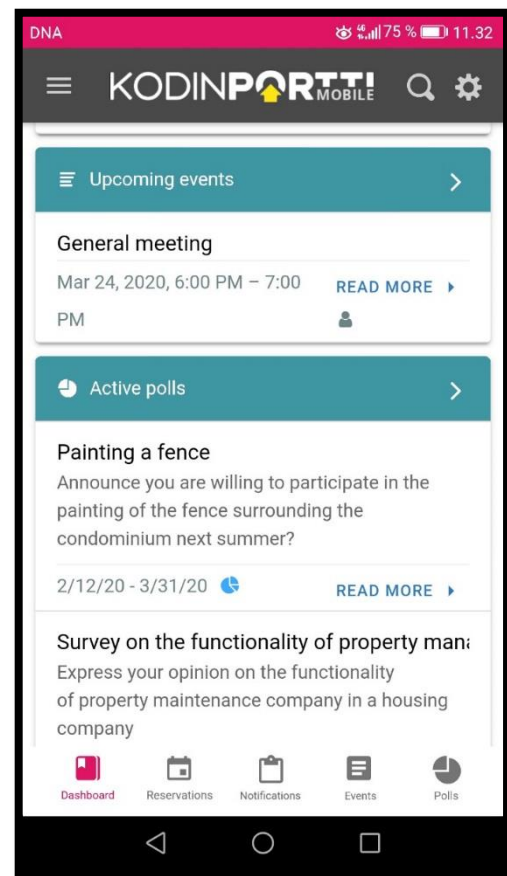 DNA 75 % 11.32
KODINPORTTI MOBILE
Upcoming events
General meeting
Mar 24, 2020, 6:00 PM – 7:00
PM
READ MORE
Active polls
Painting a fence
Announce you are willing to participate in the
painting of the fence surrounding the
condominium next summer?
2/12/20 - 3/31/20
READ MORE
Survey on the functionality of property mana
Express your opinion on the functionality
of property maintenance company in a housing
company
Dashboard Reservations Notifications Events Polls